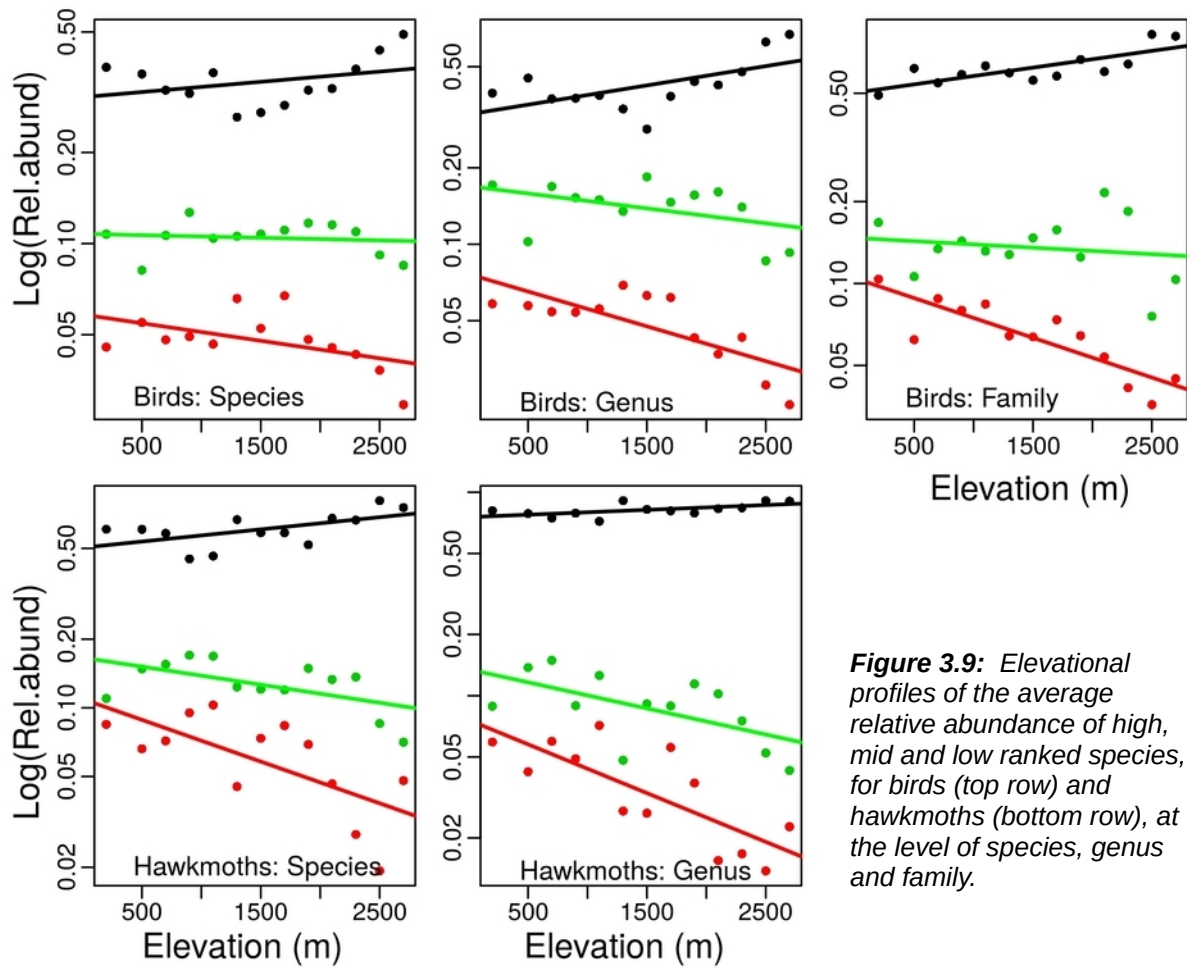 Log(Rel.abund)
0.50
0.20
0.10
0.05
Birds: Species
500
1500
2500
0.50
0.20
0.10
0.05
Birds: Genus
500
1500
2500
0.50
0.20
0.10
0.05
Birds: Family
500
1500
2500
Elevation (m)
Log(Rel.abund)
0.50
0.20
0.10
0.05
0.02
Hawkmoths: Species
500
1500
2500
Elevation (m)
0.50
0.20
0.05
0.02
Hawkmoths: Genus
500
1500
2500
Elevation (m)
Figure 3.9: Elevational
profiles of the average
relative abundance of high,
mid and low ranked species,
for birds (top row) and
hawkmoths (bottom row), at
the level of species, genus
and family.